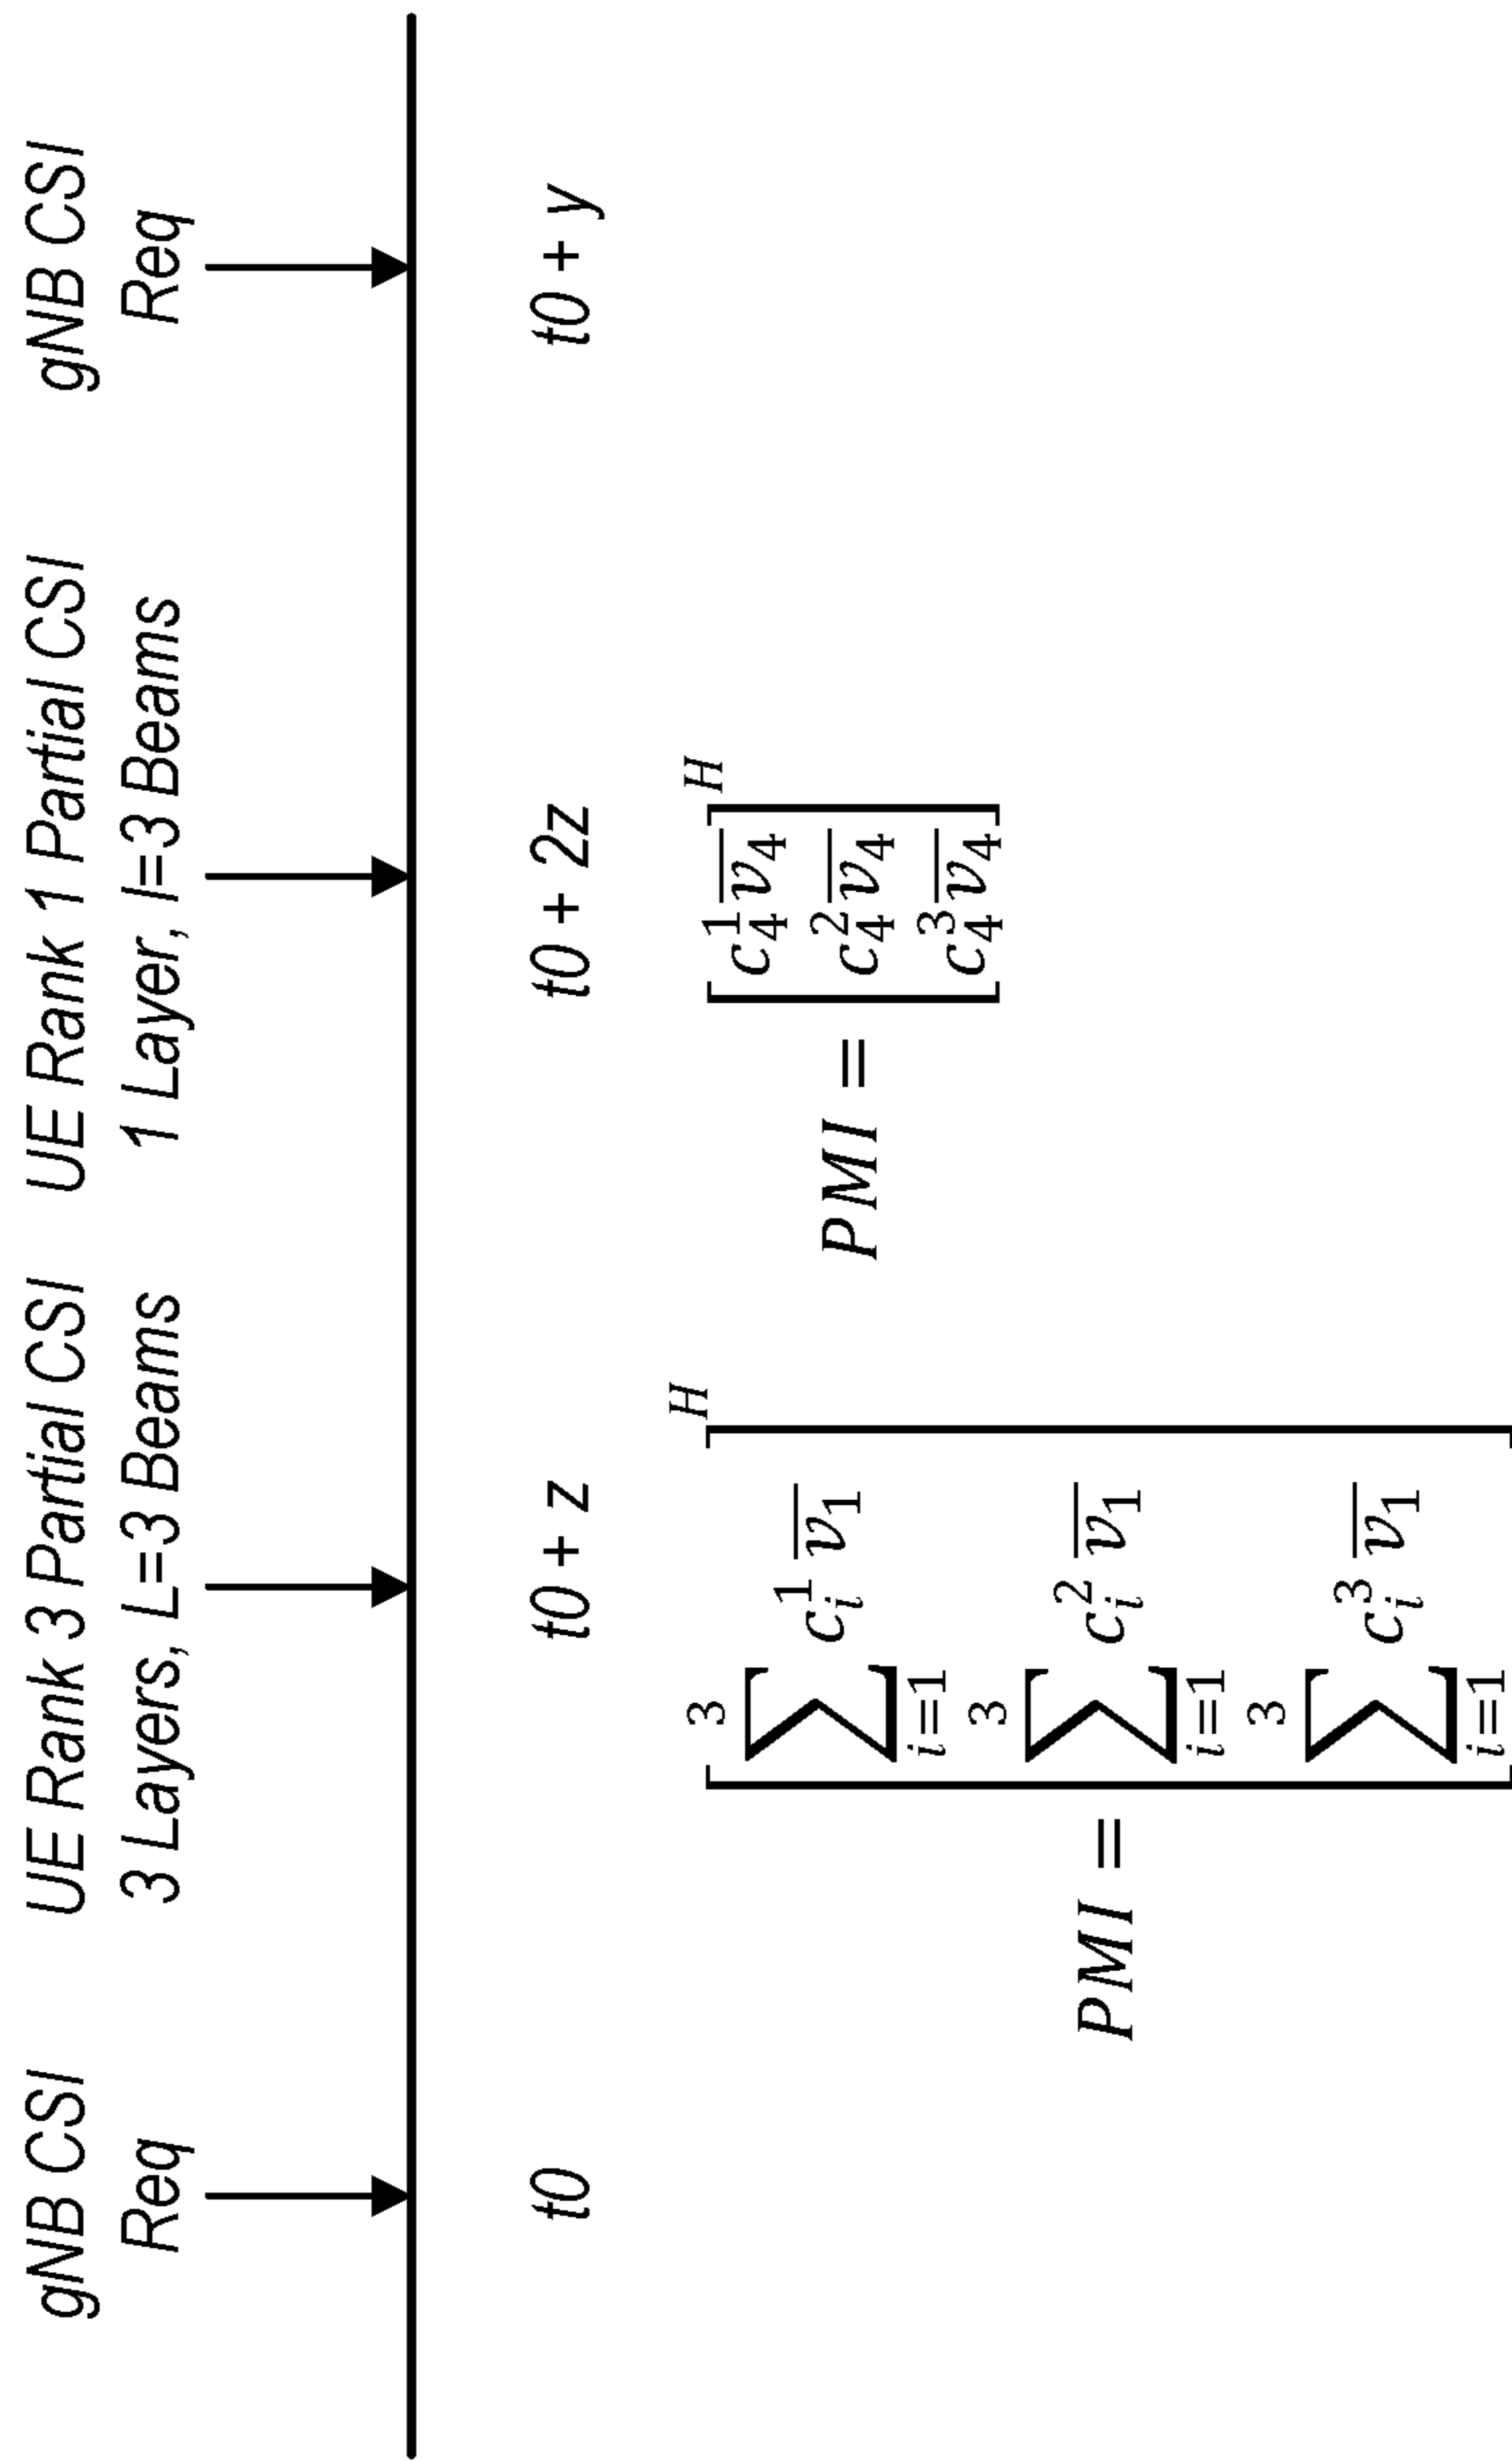 gNB CSI
Req
UE Rank 3 Partial CSI
3 Layers, L=3 Beams
UE Rank 1 Partial CSI
1 Layer, l=3 Beams
gNB CSI
Req
t0
t0 + z
t0 + 2z
t0 + y
PMI = [
3
∑ c_i^1 v̅_1
i=1
3
∑ c_i^2 v̅_1
i=1
3
∑ c_i^3 v̅_1
i=1
]^H
PMI = [
c_4^1 v̅_4
c_4^2 v̅_4
c_4^3 v̅_4
]^H